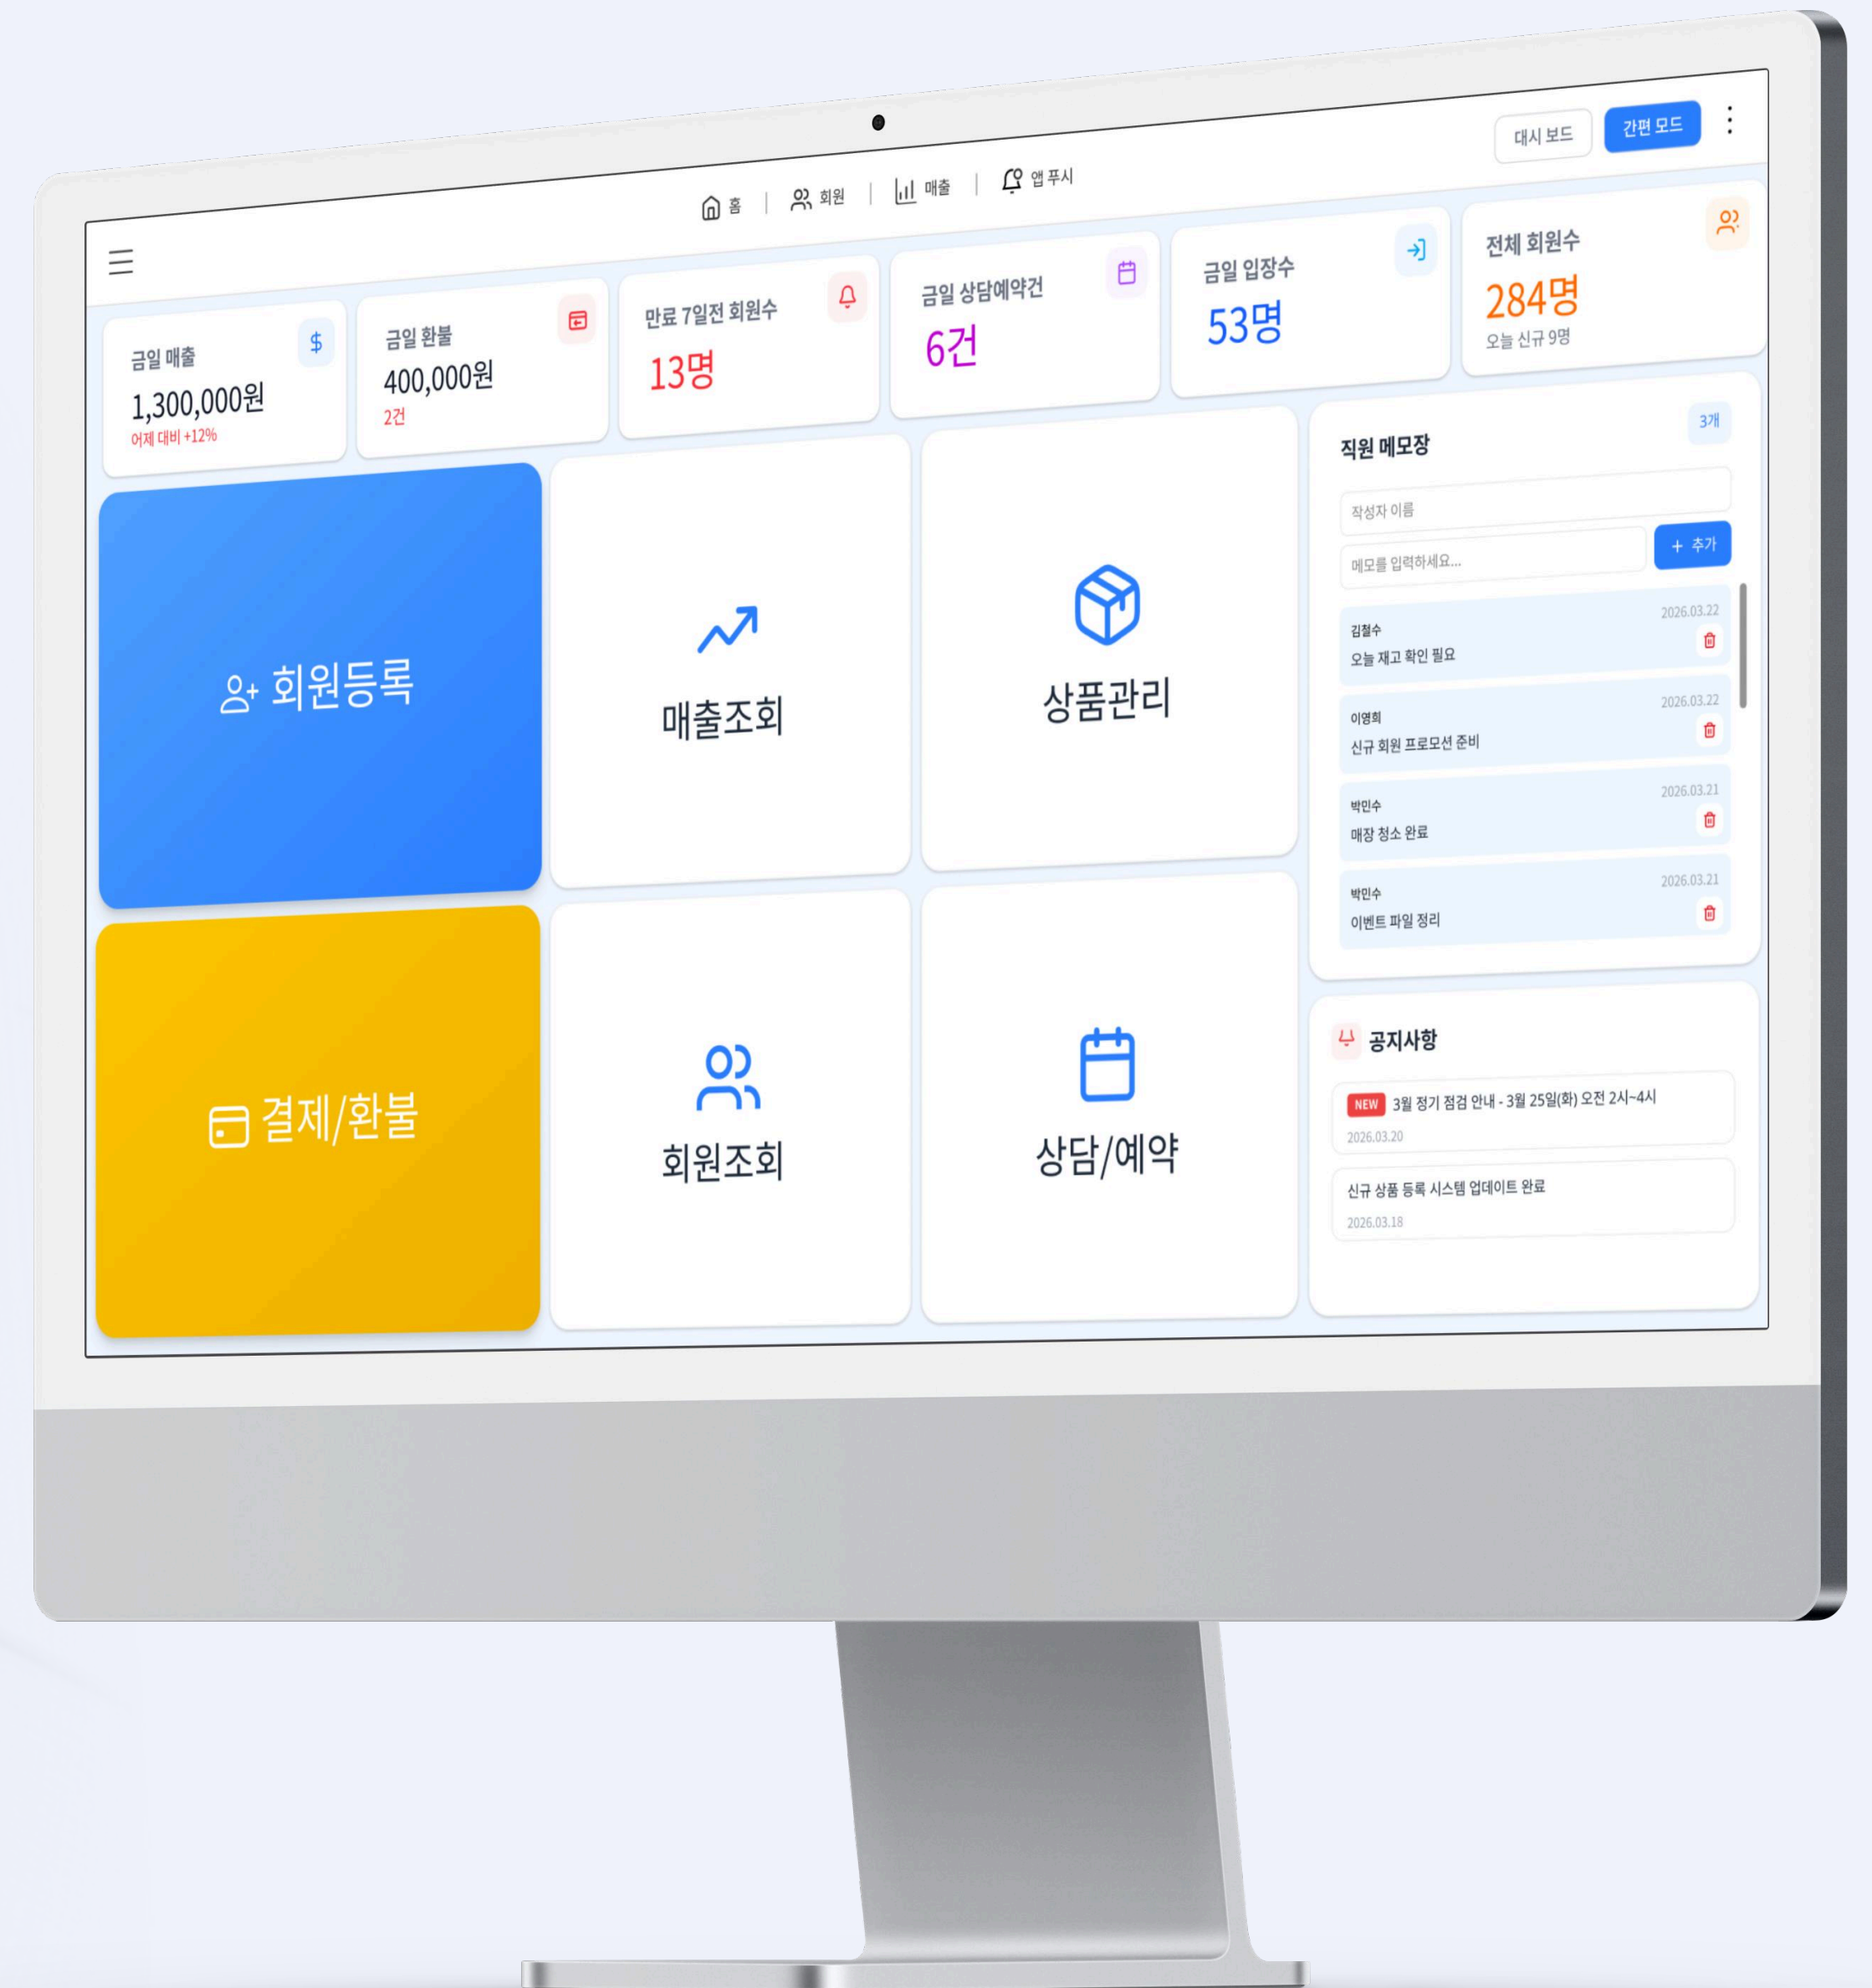 홈
회원
매출
앱 푸시
대시 보드
간편 모드
금일 매출
1,300,000원
어제 대비 +12%
금일 환불
400,000원
2건
만료 7일전 회원수
13명
금일 상담예약건
6건
금일 입장수
53명
전체 회원수
284명
오늘 신규 9명
회원등록
매출조회
상품관리
결제/환불
회원조회
상담/예약
직원 메모장
3개
작성자 이름
메모를 입력하세요...
+ 추가
김철수
2026.03.22
오늘 재고 확인 필요
이영희
2026.03.22
신규 회원 프로모션 준비
박민수
2026.03.21
매장 청소 완료
박민수
2026.03.21
이벤트 파일 정리
공지사항
NEW 3월 정기 점검 안내 - 3월 25일(화) 오전 2시~4시
2026.03.20
신규 상품 등록 시스템 업데이트 완료
2026.03.18